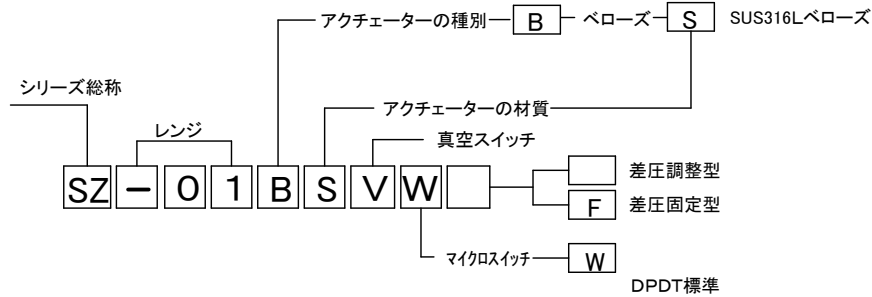 アクチェーターの種別 B ベローズ S SUS316Lベローズ
シリーズ総称
アクチェーターの材質
レンジ
真空スイッチ
SZ － 0 1 B S V W
差圧調整型
F 差圧固定型
マイクロスイッチ W
DPDT標準